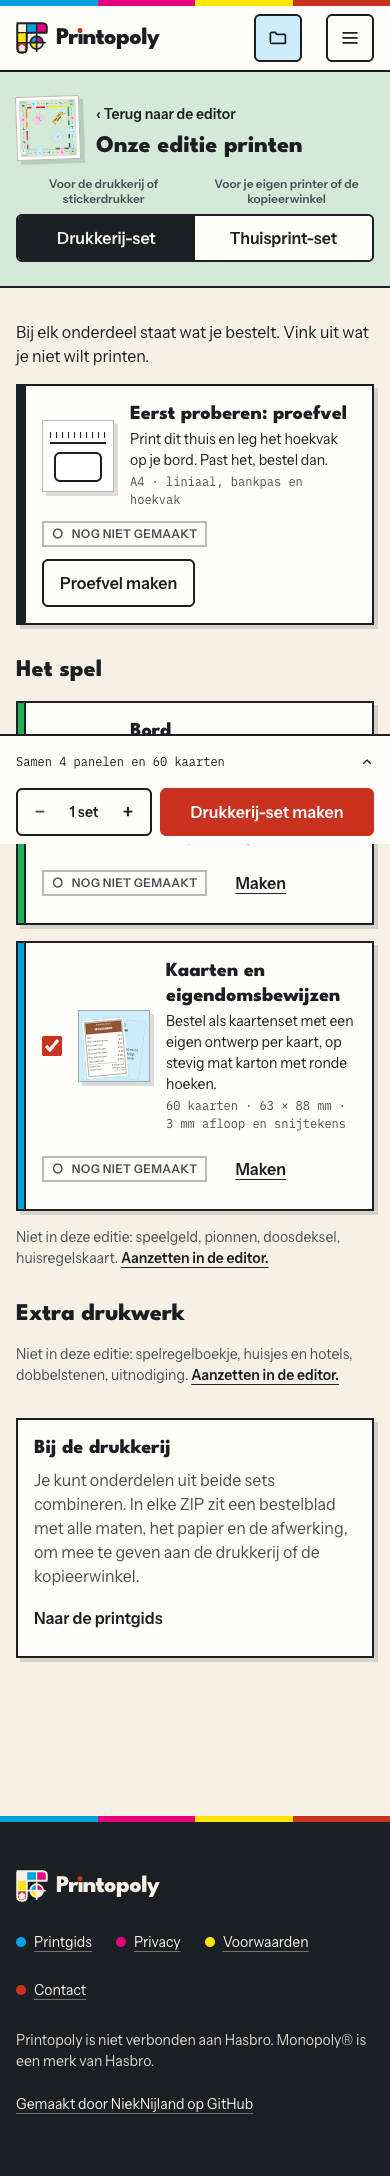 Printopoly
‹ Terug naar de editor
Onze editie printen
Voor de drukkerij of
stickerdrukker
Voor je eigen printer of de
kopieerwinkel
Drukkerij-set
Thuisprint-set
Bij elk onderdeel staat wat je bestelt. Vink uit wat
je niet wilt printen.
Eerst proberen: proefvel
Print dit thuis en leg het hoekvak
op je bord. Past het, bestel dan.
A4 · liniaal, bankpas en
hoekvak
NOG NIET GEMAAKT
Proefvel maken
Het spel
Bord
Samen 4 panelen en 60 kaarten
− 1 set +
Drukkerij-set maken
NOG NIET GEMAAKT
Maken
Kaarten en
eigendomsbewijzen
Bestel als kaartenset met een
eigen ontwerp per kaart, op
stevig mat karton met ronde
hoeken.
60 kaarten · 63 × 88 mm ·
3 mm afloop en snijtekens
NOG NIET GEMAAKT
Maken
Niet in deze editie: speelgeld, pionnen, doosdeksel,
huisregelskaart. Aanzetten in de editor.
Extra drukwerk
Niet in deze editie: spelregelboekje, huisjes en hotels,
dobbelstenen, uitnodiging. Aanzetten in de editor.
Bij de drukkerij
Je kunt onderdelen uit beide sets
combineren. In elke ZIP zit een bestelblad
met alle maten, het papier en de afwerking,
om mee te geven aan de drukkerij of de
kopieerwinkel.
Naar de printgids
Printopoly
Printgids
Privacy
Voorwaarden
Contact
Printopoly is niet verbonden aan Hasbro. Monopoly® is
een merk van Hasbro.
Gemaakt door NiekNijland op GitHub